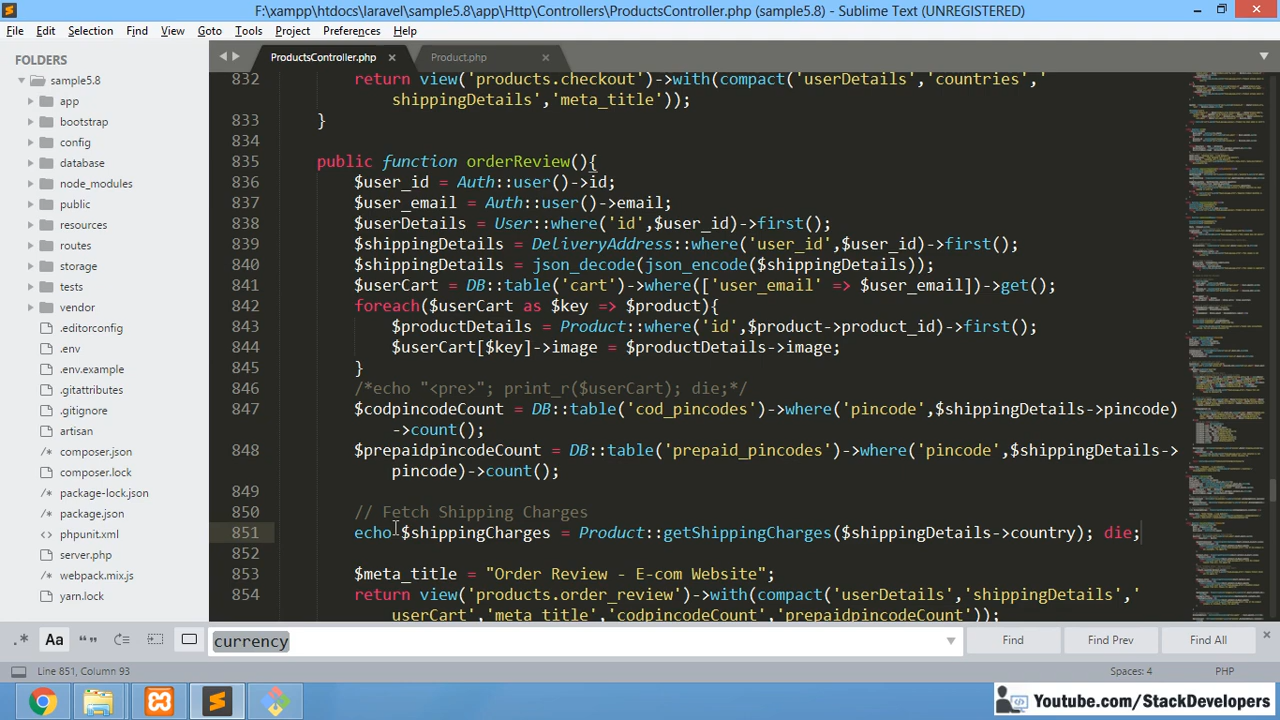 F:\xampp\htdocs\laravel\sample5.8\app\Http\Controllers\ProductsController.php (sample5.8) - Sublime Text (UNREGISTERED)
File Edit Selection Find View Goto Tools Project Preferences Help
FOLDERS
sample5.8
app
bootstrap
config
database
node_modules
public
resources
routes
storage
tests
vendor
.editorconfig
.env
.env.example
.gitattributes
.gitignore
artisan
composer.json
composer.lock
package-lock.json
package.json
phpunit.xml
server.php
webpack.mix.js
yarn.lock
ProductsController.php Product.php
832 return view('products.checkout')->with(compact('userDetails','countries','
shippingDetails','meta_title'));
833 }
834
835 public function orderReview(){
836 $user_id = Auth::user()->id;
837 $user_email = Auth::user()->email;
838 $userDetails = User::where('id',$user_id)->first();
839 $shippingDetails = DeliveryAddress::where('user_id',$user_id)->first();
840 $shippingDetails = json_decode(json_encode($shippingDetails));
841 $userCart = DB::table('cart')->where(['user_email' => $user_email])->get();
842 foreach($userCart as $key => $product){
843 $productDetails = Product::where('id',$product->product_id)->first();
844 $userCart[$key]->image = $productDetails->image;
845 }
846 /*echo "<pre>"; print_r($userCart); die;*/
847 $codpincodeCount = DB::table('cod_pincodes')->where('pincode',$shippingDetails->pincode)
->count();
848 $prepaidpincodeCount = DB::table('prepaid_pincodes')->where('pincode',$shippingDetails->
pincode)->count();
849
850 // Fetch Shipping Charges
851 echo $shippingCharges = Product::getShippingCharges($shippingDetails->country); die;
852
853 $meta_title = "Order Review - E-com Website";
854 return view('products.order_review')->with(compact('userDetails','shippingDetails','
userCart','meta_title','codpincodeCount','prepaidpincodeCount'));
.* Aa “”
currency
Find Find Prev Find All
Line 851, Column 93 Spaces: 4 PHP
Youtube.com/StackDevelopers